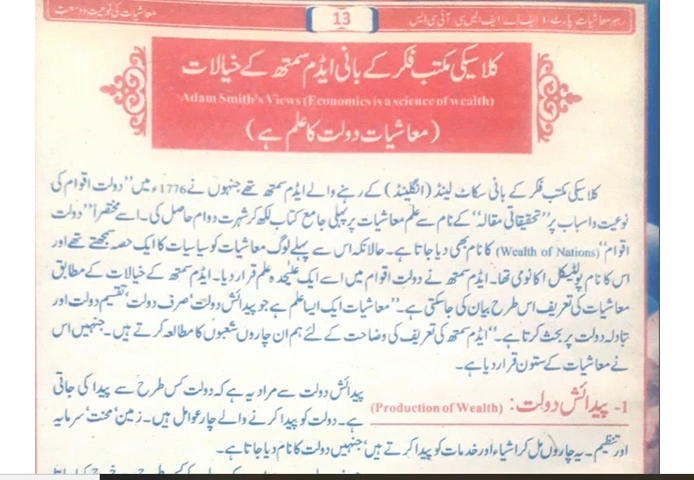 رہبر معاشیات پارٹ-۱ ایف اے ایف ایس سی آئی سی ایس
13
معاشیات کی نوعیت و وسعت
کلاسیکی مکتب فکر کے بانی ایڈم سمتھ کے خیالات
Adam Smith's Views (Economics is a science of wealth)
(معاشیات دولت کا علم ہے)
کلاسیکی مکتب فکر کے بانی سکاٹ لینڈ (انگلینڈ) کے رہنے والے ایڈم سمتھ تھے جنہوں نے 1776ء میں ”دولت اقوام کی
نوعیت و اسباب پر“تحقیقاتی مقالہ“ کے نام سے علم معاشیات پر پہلی جامع کتاب لکھ کر شہرت دوام حاصل کی۔ اسے مختصراً ”دولت
اقوام“ (Wealth of Nations) کا نام بھی دیا جاتا ہے۔ حالانکہ اس سے پہلے لوگ معاشیات کو سیاسیات کا ایک حصہ سمجھتے تھے اور
اس کا نام پولٹیکل اکانومی تھا۔ ایڈم سمتھ نے دولت اقوام میں اسے ایک علیحدہ علم قرار دیا۔ ایڈم سمتھ کے خیالات کے مطابق
معاشیات کی تعریف اس طرح بیان کی جاسکتی ہے۔ ”معاشیات ایک ایسا علم ہے جو پیدائش دولت‘ صرف دولت‘ تقسیم دولت اور
تبادلہ دولت پر بحث کرتا ہے۔“ ایڈم سمتھ کی تعریف کی وضاحت کے لئے ہم ان چاروں شعبوں کا مطالعہ کرتے ہیں۔ جنہیں اس
نے معاشیات کے ستون قرار دیا ہے۔
1- پیدائش دولت: (Production of Wealth) پیدائش دولت سے مراد یہ ہے کہ دولت کس طرح سے پیدا کی جاتی
ہے۔ دولت کو پیدا کرنے والے چار عوامل ہیں۔ زمین‘ محنت‘ سرمایہ
اور تنظیم۔ یہ چاروں مل کر اشیاء اور خدمات کو پیدا کرتے ہیں‘ جنہیں دولت کا نام دیا جاتا ہے۔